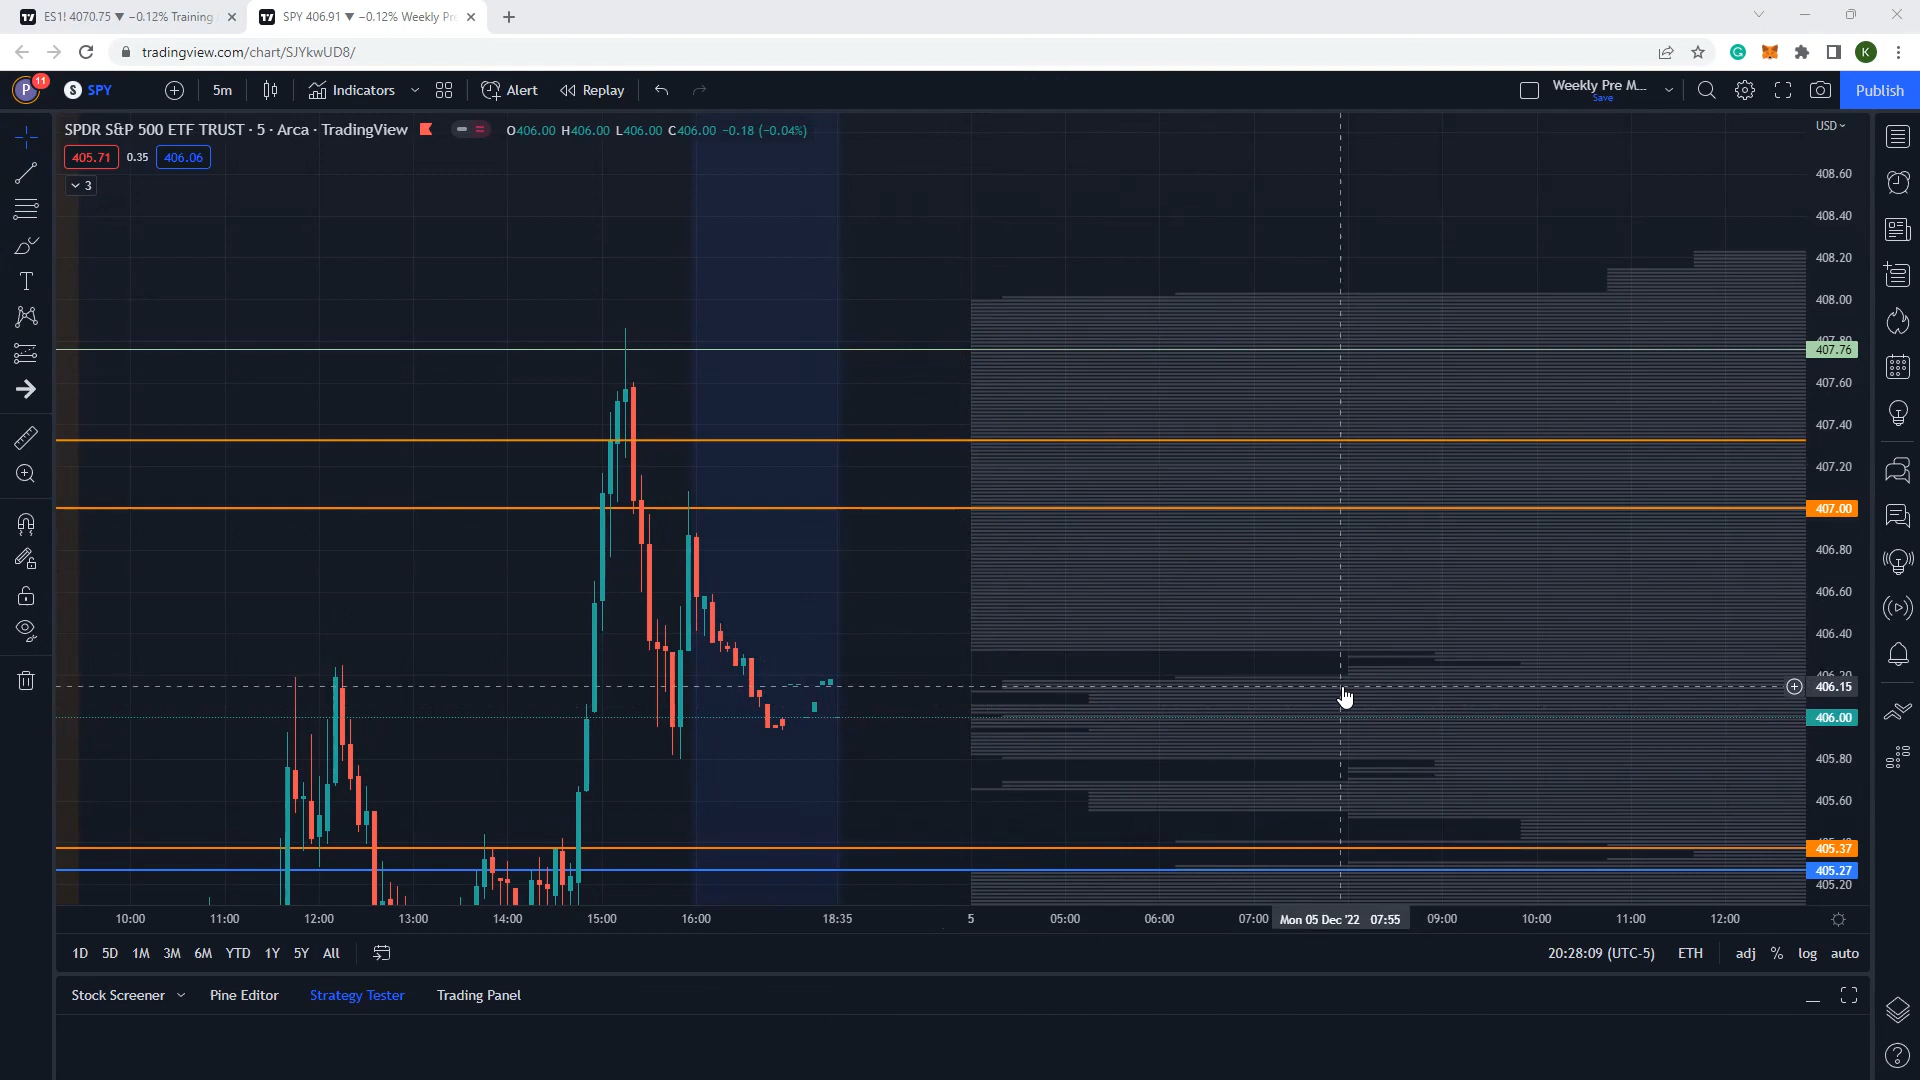 ES1! 4070.75 ▼ −0.12% Training
SPY 406.91 ▼ −0.12% Weekly Pre
tradingview.com/chart/SJYkwUD8/
K
P
11
S SPY
5m
Indicators
Alert
Replay
Weekly Pre M...
Save
Publish
SPDR S&P 500 ETF TRUST · 5 · Arca · TradingView
O406.00 H406.00 L406.00 C406.00 −0.18 (−0.04%)
USD
405.71 0.35 406.06
3
408.60
408.40
408.20
408.00
407.76
407.60
407.40
407.20
407.00
406.80
406.60
406.40
406.15
406.00
405.80
405.60
405.37
405.27
405.20
10:00 11:00 12:00 13:00 14:00 15:00 16:00 18:35 5 05:00 06:00 07:00 Mon 05 Dec '22 07:55 09:00 10:00 11:00 12:00
1D 5D 1M 3M 6M YTD 1Y 5Y All
20:28:09 (UTC-5) ETH adj % log auto
Stock Screener Pine Editor Strategy Tester Trading Panel